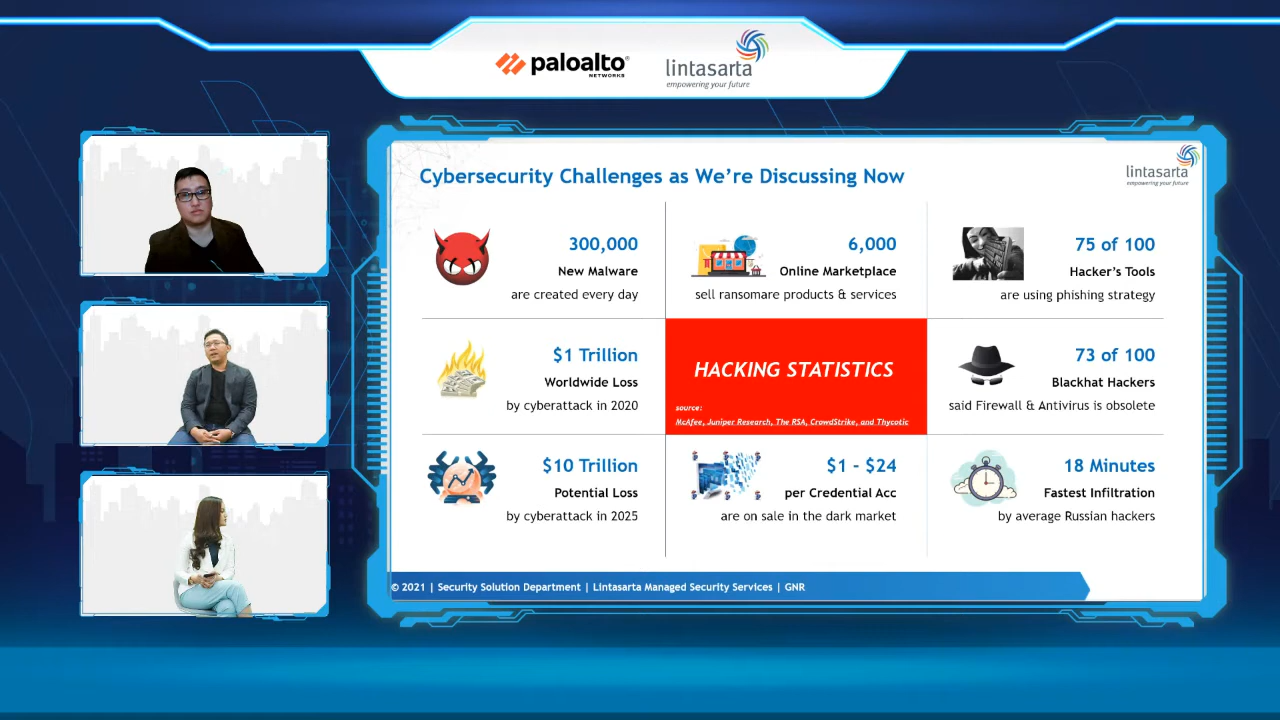 paloalto
NETWORKS
lintasarta
empowering your future
Cybersecurity Challenges as We're Discussing Now
lintasarta
empowering your future
300,000
New Malware
are created every day
6,000
Online Marketplace
sell ransomare products & services
75 of 100
Hacker's Tools
are using phishing strategy
$1 Trillion
Worldwide Loss
by cyberattack in 2020
HACKING STATISTICS
source:
McAfee, Juniper Research, The RSA, CrowdStrike, and Thycotic
73 of 100
Blackhat Hackers
said Firewall & Antivirus is obsolete
$10 Trillion
Potential Loss
by cyberattack in 2025
$1 - $24
per Credential Acc
are on sale in the dark market
18 Minutes
Fastest Infiltration
by average Russian hackers
© 2021 | Security Solution Department | Lintasarta Managed Security Services | GNR